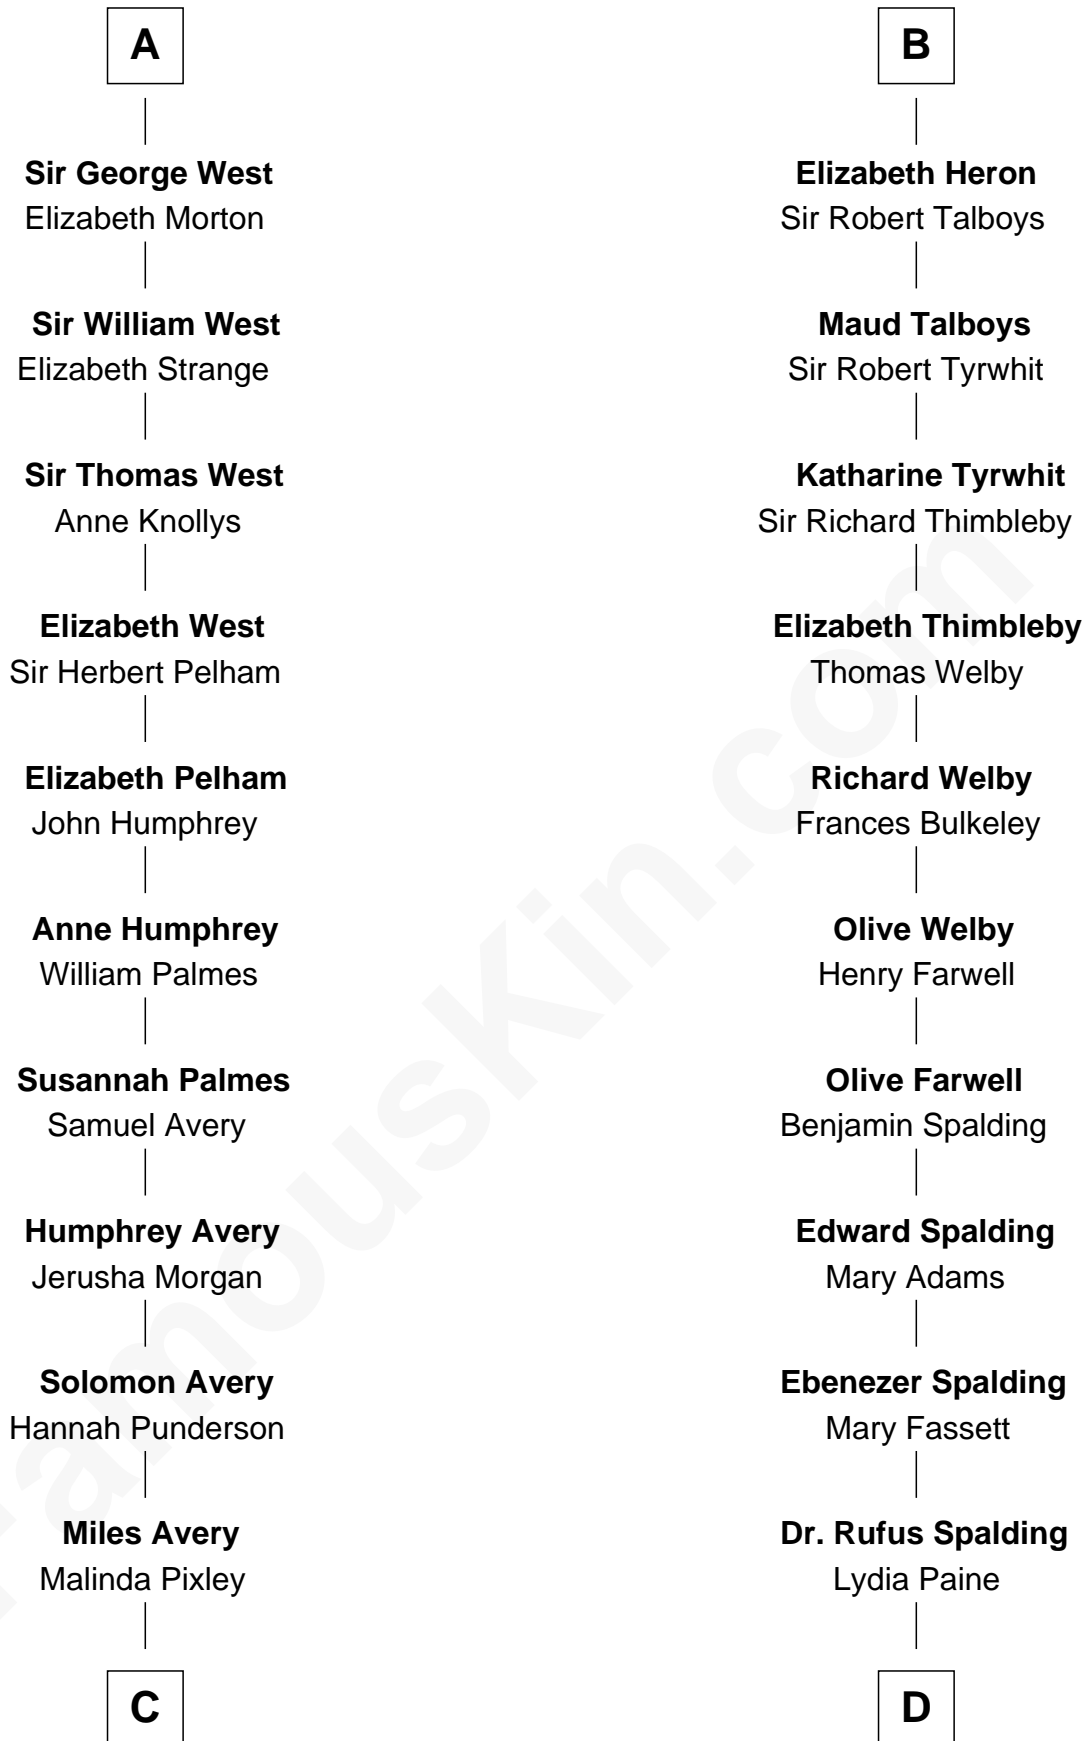 A
Sir George West
Elizabeth Morton
Sir William West
Elizabeth Strange
Sir Thomas West
Anne Knollys
Elizabeth West
Sir Herbert Pelham
Elizabeth Pelham
John Humphrey
Anne Humphrey
William Palmes
Susannah Palmes
Samuel Avery
Humphrey Avery
Jerusha Morgan
Solomon Avery
Hannah Punderson
Miles Avery
Malinda Pixley
C
B
Elizabeth Heron
Sir Robert Talboys
Maud Talboys
Sir Robert Tyrwhit
Katharine Tyrwhit
Sir Richard Thimbleby
Elizabeth Thimbleby
Thomas Welby
Richard Welby
Frances Bulkeley
Olive Welby
Henry Farwell
Olive Farwell
Benjamin Spalding
Edward Spalding
Mary Adams
Ebenezer Spalding
Mary Fassett
Dr. Rufus Spalding
Lydia Paine
D
FamousKin.com